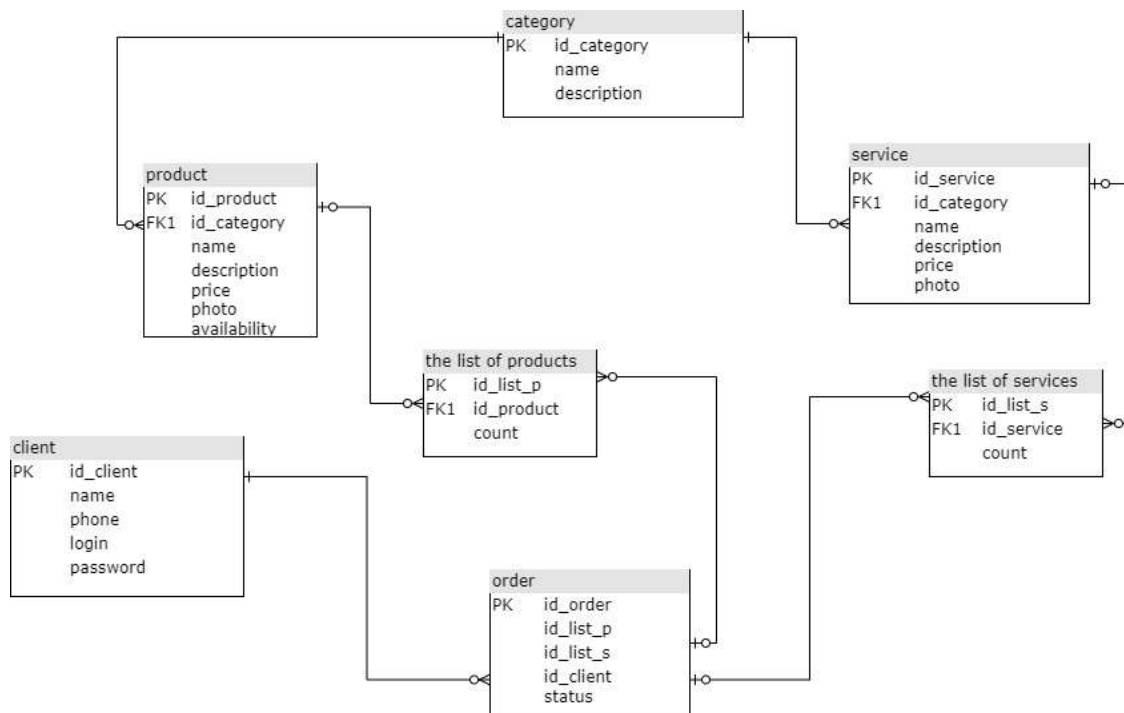 category
PK id_category
name
description
service
PK id_service
FK1 id_category
name
description
price
photo
product
PK id_product
FK1 id_category
name
description
price
photo
availability
the list of products
PK id_list_p
FK1 id_product
count
the list of services
PK id_list_s
FK1 id_service
count
client
PK id_client
name
phone
login
password
order
PK id_order
id_list_p
id_list_s
id_client
status